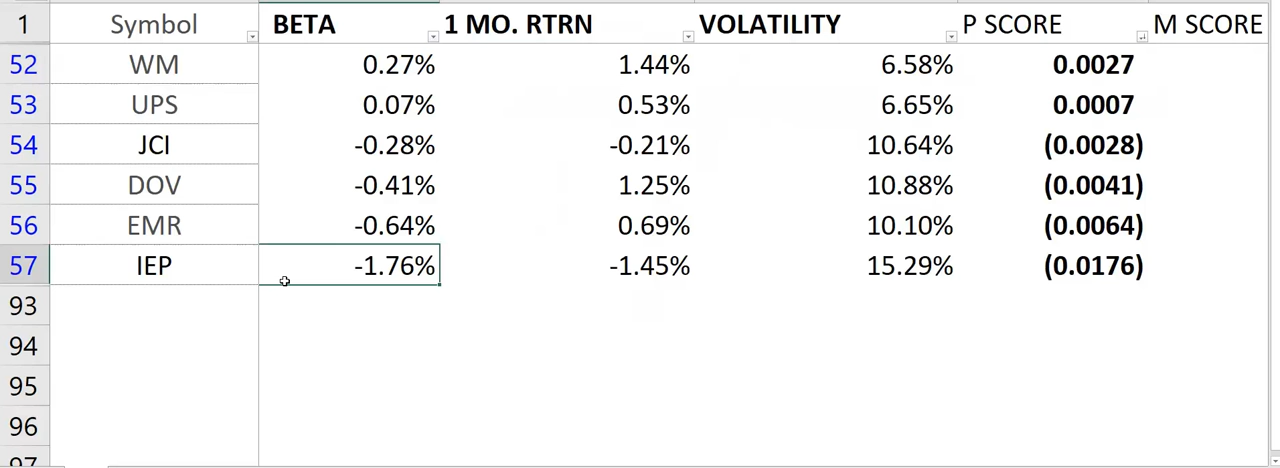 1 Symbol BETA 1 MO. RTRN VOLATILITY P SCORE M SCORE
52 WM 0.27% 1.44% 6.58% 0.0027
53 UPS 0.07% 0.53% 6.65% 0.0007
54 JCI -0.28% -0.21% 10.64% (0.0028)
55 DOV -0.41% 1.25% 10.88% (0.0041)
56 EMR -0.64% 0.69% 10.10% (0.0064)
57 IEP -1.76% -1.45% 15.29% (0.0176)
93
94
95
96
97